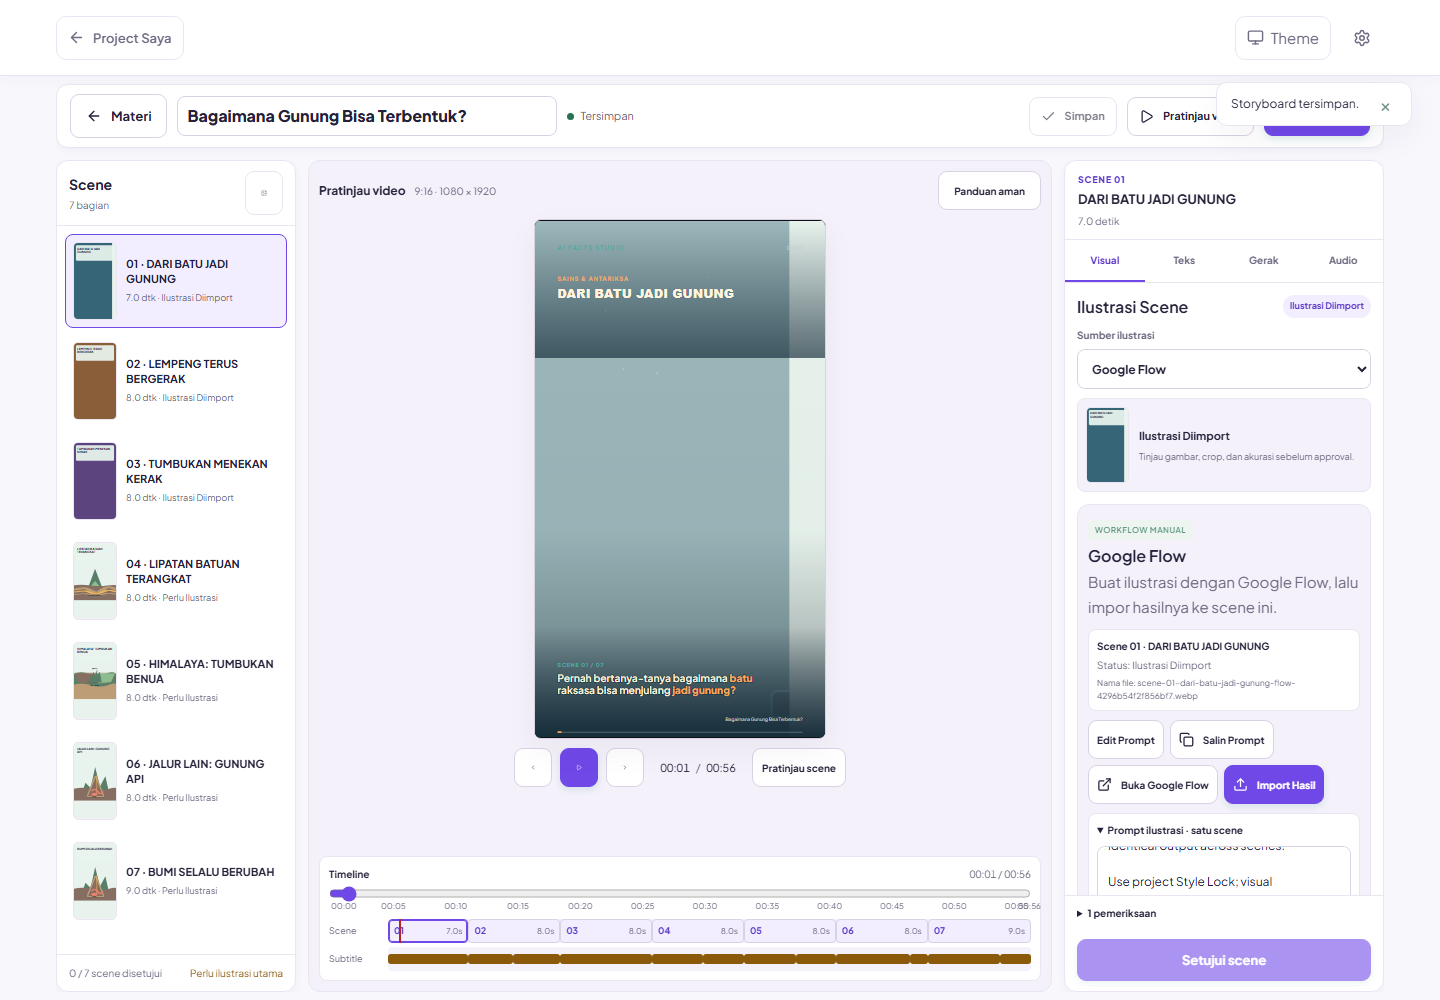 Project Saya
Theme
Materi
Bagaimana Gunung Bisa Terbentuk?
Tersimpan
Simpan
Pratinjau v
Storyboard tersimpan.
Scene
7 bagian
01 · DARI BATU JADI
GUNUNG
7.0 dtk · Ilustrasi Diimport
02 · LEMPENG TERUS
BERGERAK
8.0 dtk · Ilustrasi Diimport
03 · TUMBUKAN MENEKAN
KERAK
8.0 dtk · Ilustrasi Diimport
04 · LIPATAN BATUAN
TERANGKAT
8.0 dtk · Perlu Ilustrasi
05 · HIMALAYA: TUMBUKAN
BENUA
8.0 dtk · Perlu Ilustrasi
06 · JALUR LAIN: GUNUNG
API
8.0 dtk · Perlu Ilustrasi
07 · BUMI SELALU BERUBAH
9.0 dtk · Perlu Ilustrasi
0 / 7 scene disetujui
Perlu ilustrasi utama
Pratinjau video
9:16 · 1080 × 1920
Panduan aman
AI FACTS STUDIO
SAINS & ANTARIKSA
DARI BATU JADI GUNUNG
SCENE 01 / 07
Pernah bertanya-tanya bagaimana batu
raksasa bisa menjulang jadi gunung?
Bagaimana Gunung Bisa Terbentuk?
00:01 / 00:56
Pratinjau scene
Timeline
00:01 / 00:56
00:00 00:05 00:10 00:15 00:20 00:25 00:30 00:35 00:40 00:45 00:50 00:56
Scene
01 7.0s 02 8.0s 03 8.0s 04 8.0s 05 8.0s 06 8.0s 07 9.0s
Subtitle
SCENE 01
DARI BATU JADI GUNUNG
7.0 detik
Visual Teks Gerak Audio
Ilustrasi Scene
Ilustrasi Diimport
Sumber ilustrasi
Google Flow
Ilustrasi Diimport
Tinjau gambar, crop, dan akurasi sebelum approval.
WORKFLOW MANUAL
Google Flow
Buat ilustrasi dengan Google Flow, lalu
impor hasilnya ke scene ini.
Scene 01 · DARI BATU JADI GUNUNG
Status: Ilustrasi Diimport
Nama file: scene-01-dari-batu-jadi-gunung-flow-
4296b54f2f856bf7.webp
Edit Prompt
Salin Prompt
Buka Google Flow
Import Hasil
Prompt ilustrasi · satu scene
identical output across scenes.
Use project Style Lock; visual
1 pemeriksaan
Setujui scene